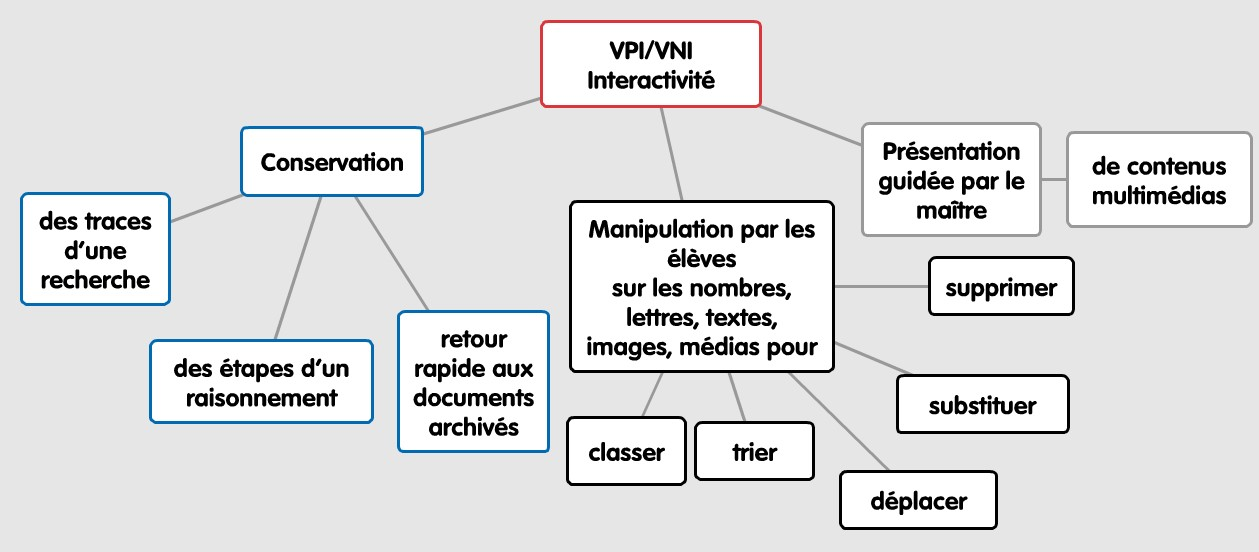 VPI/VNI
Interactivité
Conservation
des traces
d'une
recherche
des étapes d'un
raisonnement
retour
rapide aux
documents
archivés
Manipulation par les
élèves
sur les nombres,
lettres, textes,
images, médias pour
classer
trier
déplacer
substituer
supprimer
Présentation
guidée par le
maître
de contenus
multimédias